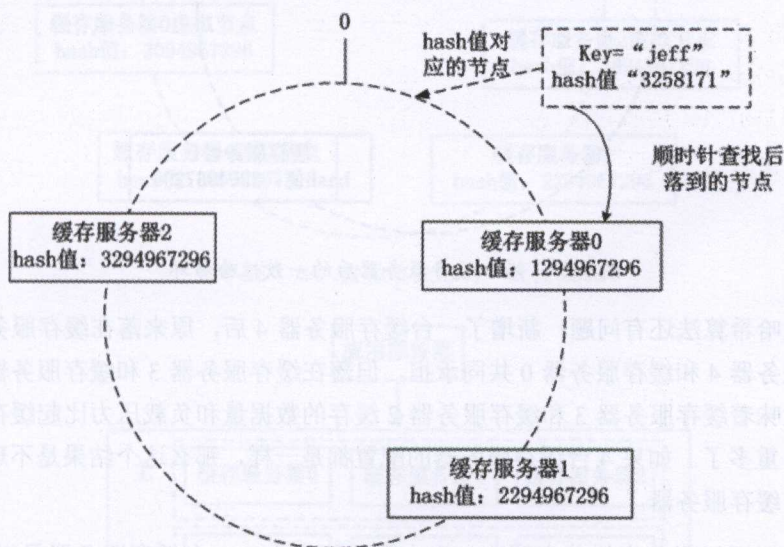 0
hash值对
应的节点
Key=“jeff”
hash值“3258171”
顺时针查找后
落到的节点
缓存服务器2
hash值：3294967296
缓存服务器0
hash值：1294967296
缓存服务器1
hash值：2294967296